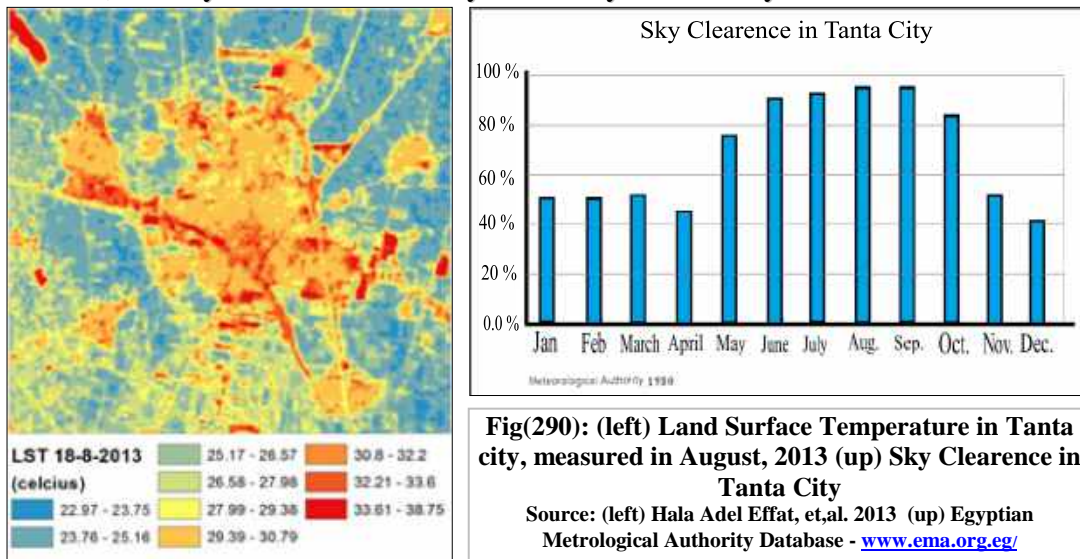 LST 18-8-2013
(celcius)
22.97 - 23.75
23.76 - 25.16
25.17 - 26.57
26.58 - 27.98
27.99 - 29.38
29.39 - 30.79
30.8 - 32.2
32.21 - 33.6
33.61 - 38.75
Sky Clearence in Tanta City
100 %
80 %
60 %
40 %
20 %
0.0 %
Jan Feb March April May June July Aug. Sep. Oct. Nov. Dec.
Meteorological Authority 1980
Fig(290): (left) Land Surface Temperature in Tanta
city, measured in August, 2013 (up) Sky Clearence in
Tanta City
Source: (left) Hala Adel Effat, et,al. 2013 (up) Egyptian
Metrological Authority Database - www.ema.org.eg/